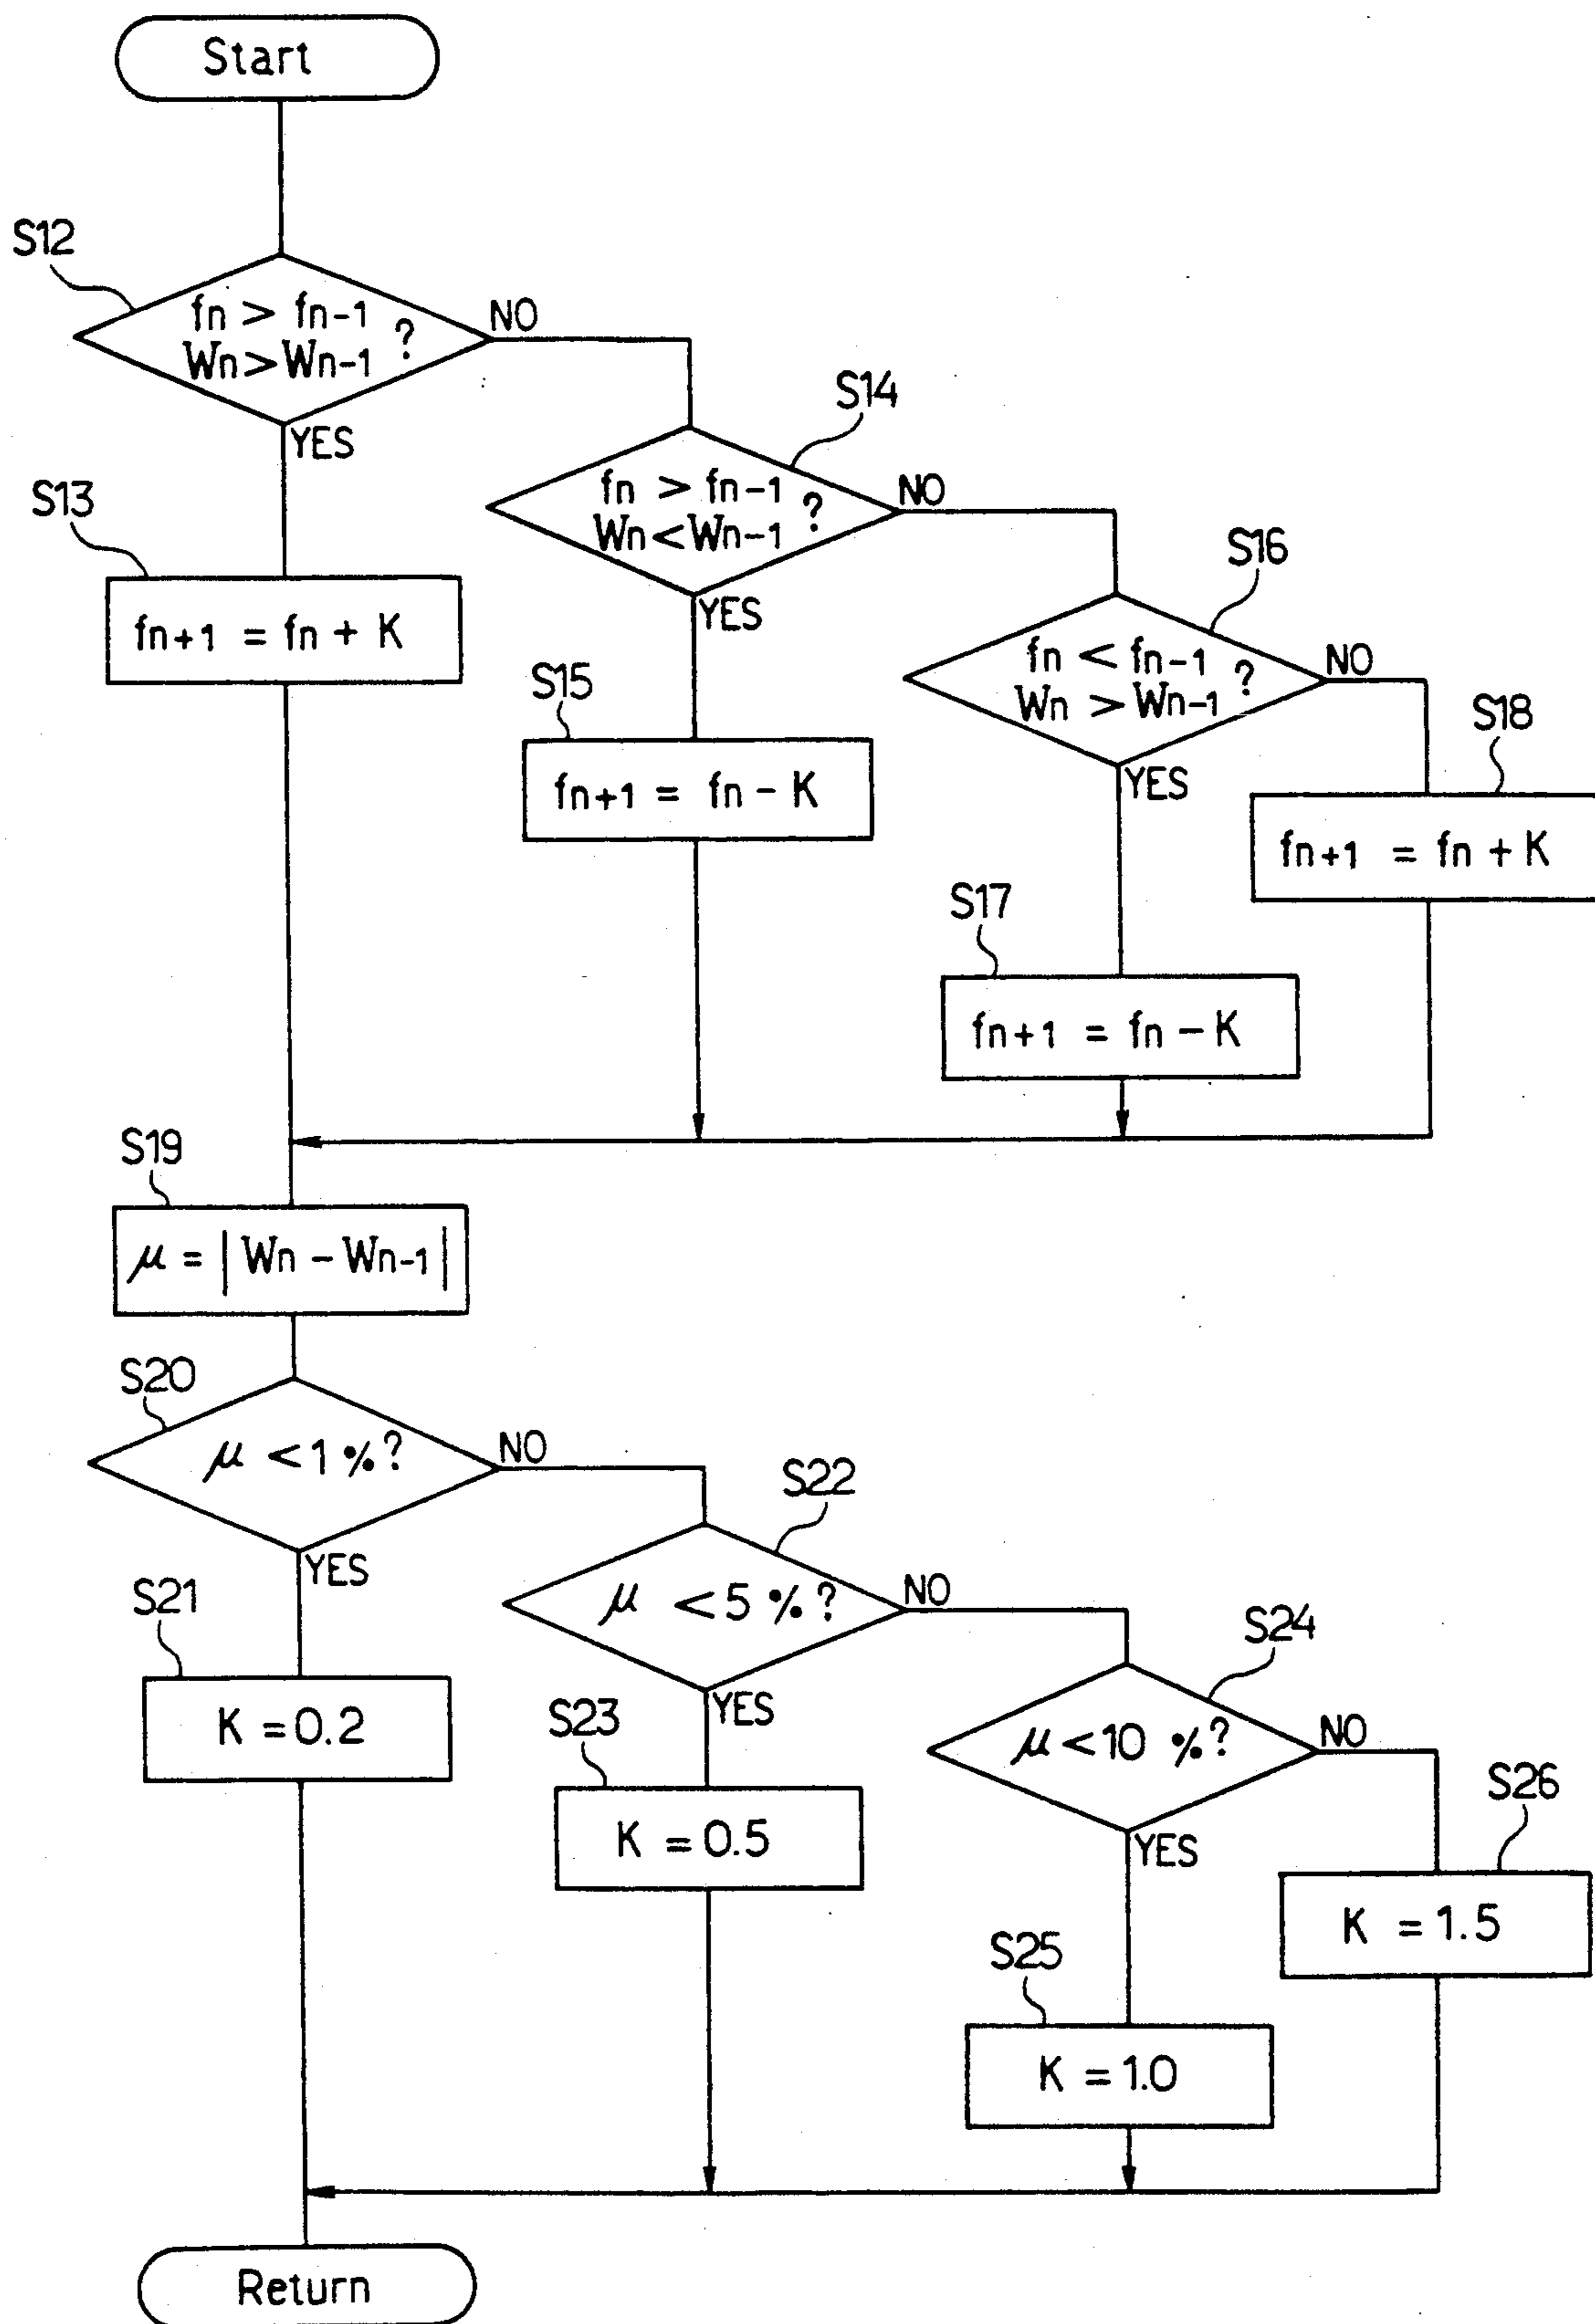 Start
S12
fn > fn-1
Wn > Wn-1 ?
NO
YES
S13
fn+1 = fn + K
S14
fn > fn-1
Wn < Wn-1 ?
NO
YES
S15
fn+1 = fn - K
S16
fn < fn-1
Wn > Wn-1 ?
NO
YES
S17
fn+1 = fn - K
S18
fn+1 = fn + K
S19
μ = | Wn - Wn-1 |
S20
μ < 1 % ?
NO
YES
S21
K = 0.2
S22
μ < 5 % ?
NO
YES
S23
K = 0.5
S24
μ < 10 % ?
NO
YES
S25
K = 1.0
S26
K = 1.5
Return